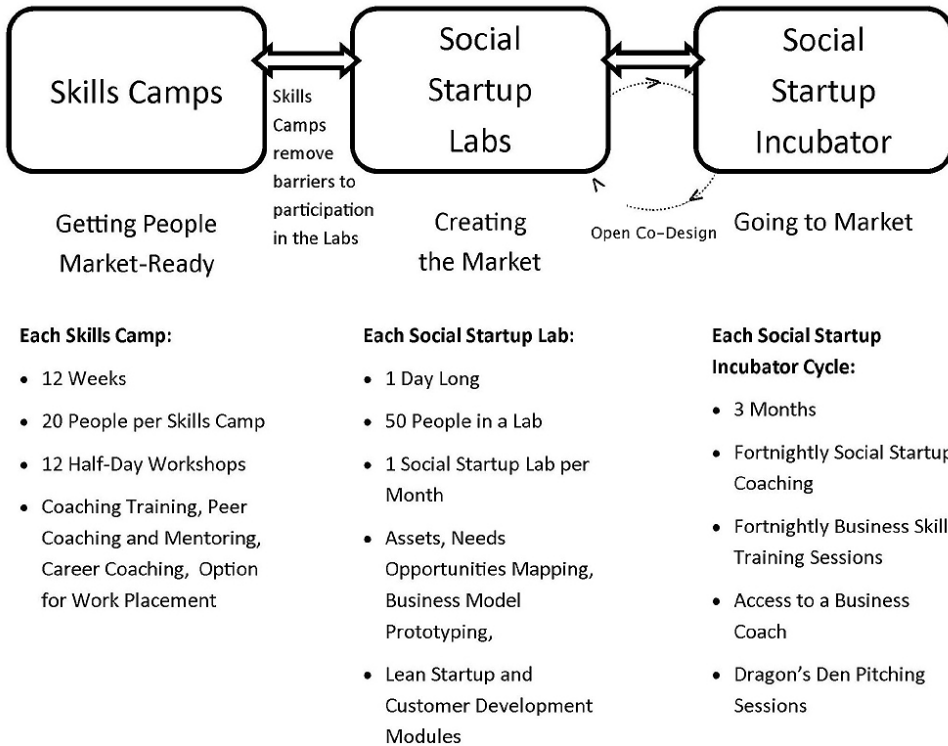 Skills Camps
Social
Startup
Labs
Social
Startup
Incubator
Skills
Camps
remove
barriers to
participation
in the Labs
Open Co-Design
Getting People
Market-Ready
Creating
the Market
Going to Market
Each Skills Camp:
• 12 Weeks
• 20 People per Skills Camp
• 12 Half-Day Workshops
• Coaching Training, Peer
Coaching and Mentoring,
Career Coaching, Option
for Work Placement
Each Social Startup Lab:
• 1 Day Long
• 50 People in a Lab
• 1 Social Startup Lab per
Month
• Assets, Needs
Opportunities Mapping,
Business Model
Prototyping,
• Lean Startup and
Customer Development
Modules
Each Social Startup
Incubator Cycle:
• 3 Months
• Fortnightly Social Startup
Coaching
• Fortnightly Business Skill
Training Sessions
• Access to a Business
Coach
• Dragon's Den Pitching
Sessions